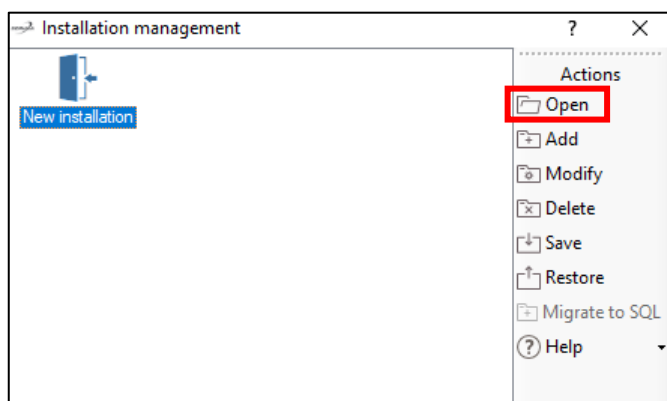 Installation management
?
New installation
Actions
Open
Add
Modify
Delete
Save
Restore
Migrate to SQL
? Help